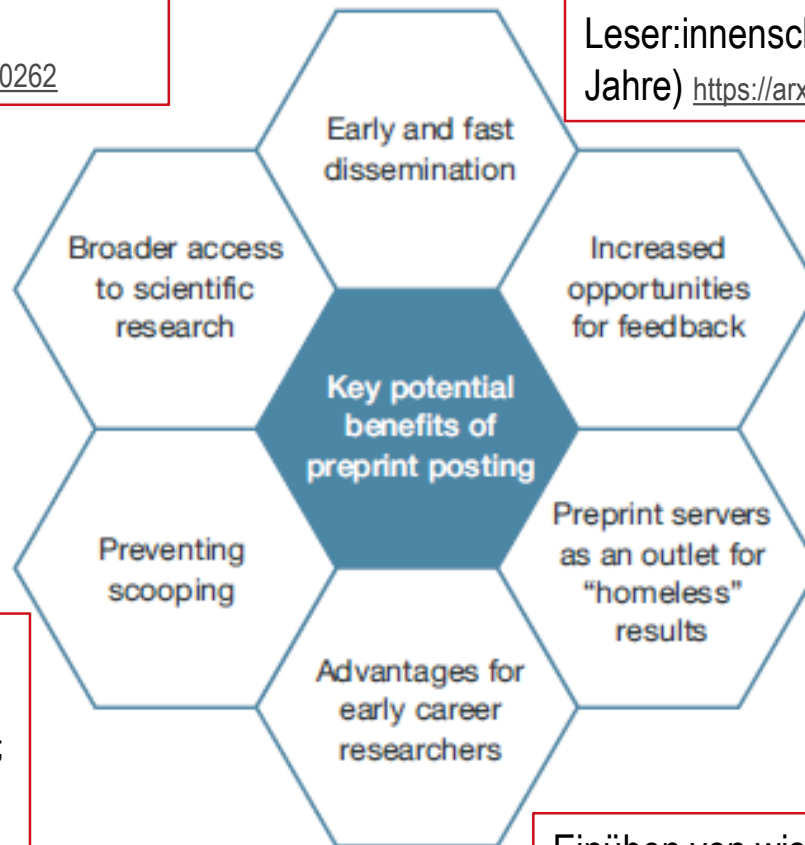 0262
Leser:innensch
Jahre) https://arx
Early and fast
dissemination
Broader access
to scientific
research
Increased
opportunities
for feedback
Key potential
benefits of
preprint posting
Preventing
scooping
Preprint servers
as an outlet for
“homeless”
results
Advantages for
early career
researchers